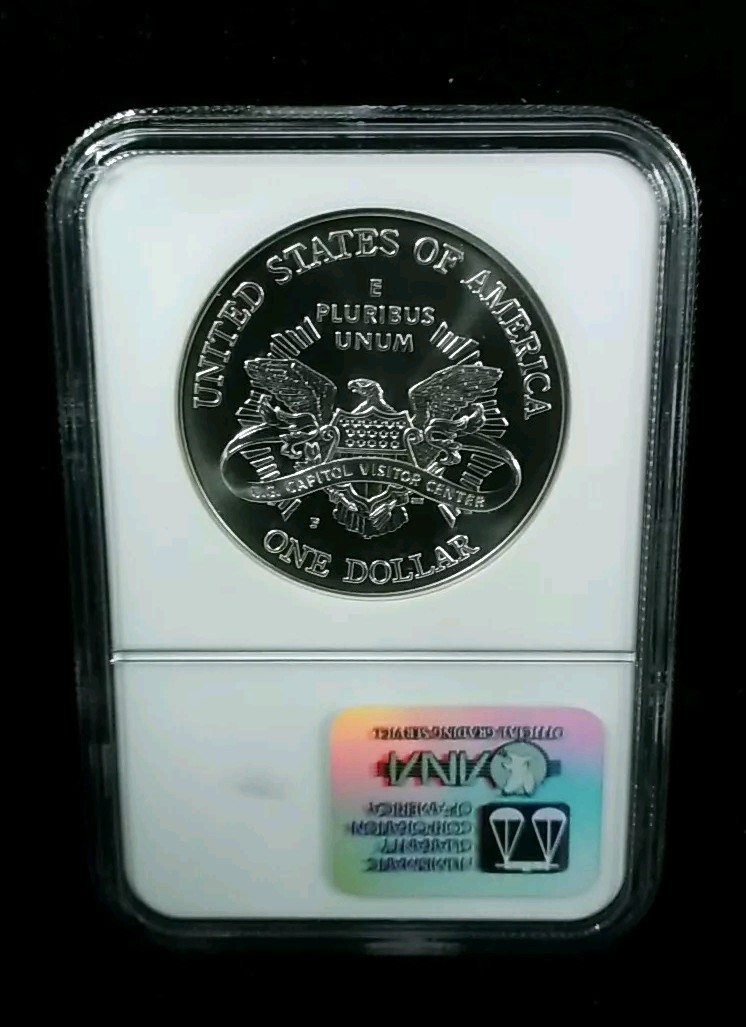 UNITED STATES OF AMERICA
E
PLURIBUS
UNUM
U.S. CAPITOL VISITOR CENTER
ONE DOLLAR
OFFICIAL GRADING SERVICE
ANA
NUMISMATIC
GUARANTY
CORPORATION
OF AMERICA